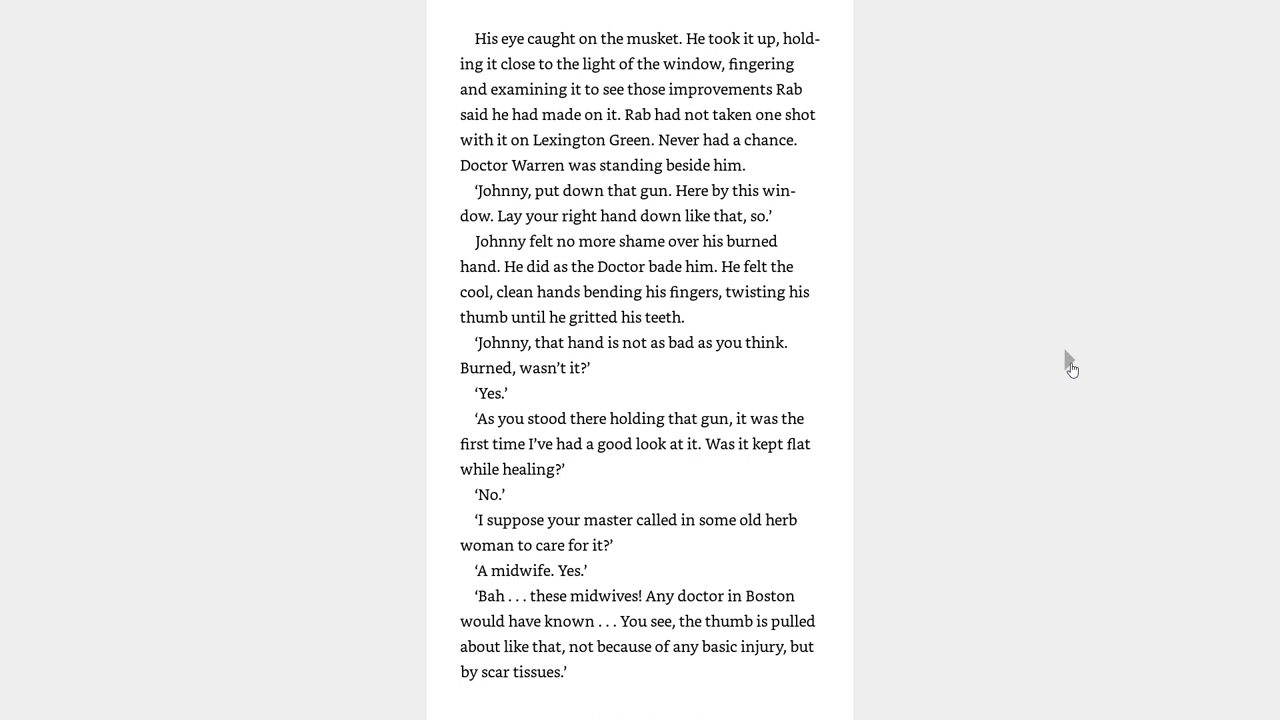 His eye caught on the musket. He took it up, hold-
ing it close to the light of the window, fingering
and examining it to see those improvements Rab
said he had made on it. Rab had not taken one shot
with it on Lexington Green. Never had a chance.
Doctor Warren was standing beside him.
‘Johnny, put down that gun. Here by this win-
dow. Lay your right hand down like that, so.’
Johnny felt no more shame over his burned
hand. He did as the Doctor bade him. He felt the
cool, clean hands bending his fingers, twisting his
thumb until he gritted his teeth.
‘Johnny, that hand is not as bad as you think.
Burned, wasn’t it?’
‘Yes.’
‘As you stood there holding that gun, it was the
first time I’ve had a good look at it. Was it kept flat
while healing?’
‘No.’
‘I suppose your master called in some old herb
woman to care for it?’
‘A midwife. Yes.’
‘Bah . . . these midwives! Any doctor in Boston
would have known . . . You see, the thumb is pulled
about like that, not because of any basic injury, but
by scar tissues.’